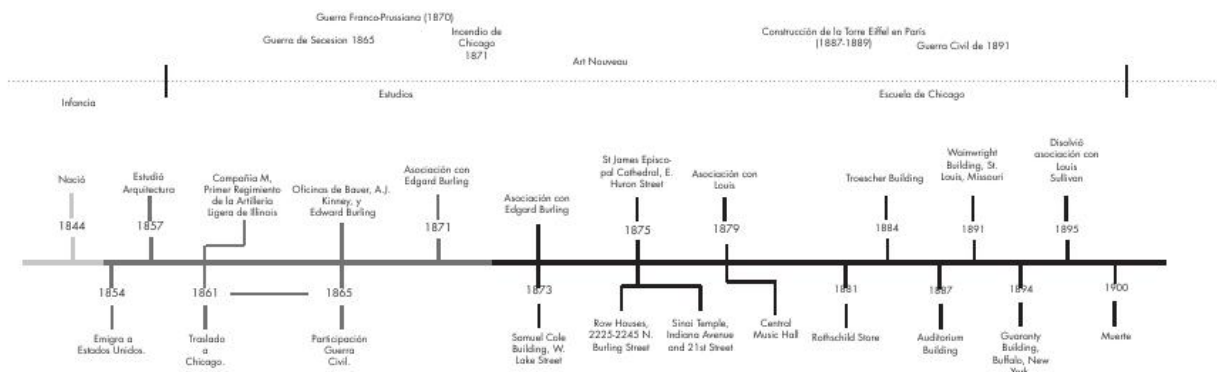 Guerra Franco-Prussiana (1870)
Guerra de Secesion 1865
Incendio de
Chicago
1871
Art Nouveau
Construcción de la Torre Eiffel en París
(1887-1889)
Guerra Civil de 1891
Infancia
Estudios
Escuela de Chicago
Nació
1844
Estudió
Arquitectura
1857
Compañía M,
Primer Regimiento
de la Artillería
Ligera de Illinois
Oficinas de Bauer, A.J.
Kinney, y
Edward Burling
Asociación con
Edgard Burling
1871
Asociación con
Edgard Burling
St James Episco-
pal Cathedral, E.
Huron Street
1875
Asociación con
Louis
1879
Troescher Building
1884
Wainwright
Building, St.
Louis, Missouri
1891
Disolvió
asociación con
Louis
Sullivan
1895
1854
Emigra a
Estados Unidos.
1861
Traslado
a
Chicago.
1865
Participación
Guerra
Civil.
1873
Samuel Cole
Building, W.
Lake Street
Row Houses,
2225-2245 N.
Burling Street
Sinai Temple,
Indiana Avenue
and 21st Street
Central
Music Hall
1881
Rothschild Store
1887
Auditorium
Building
1894
Guaranty
Building,
Buffalo, New
York
1900
Muerte